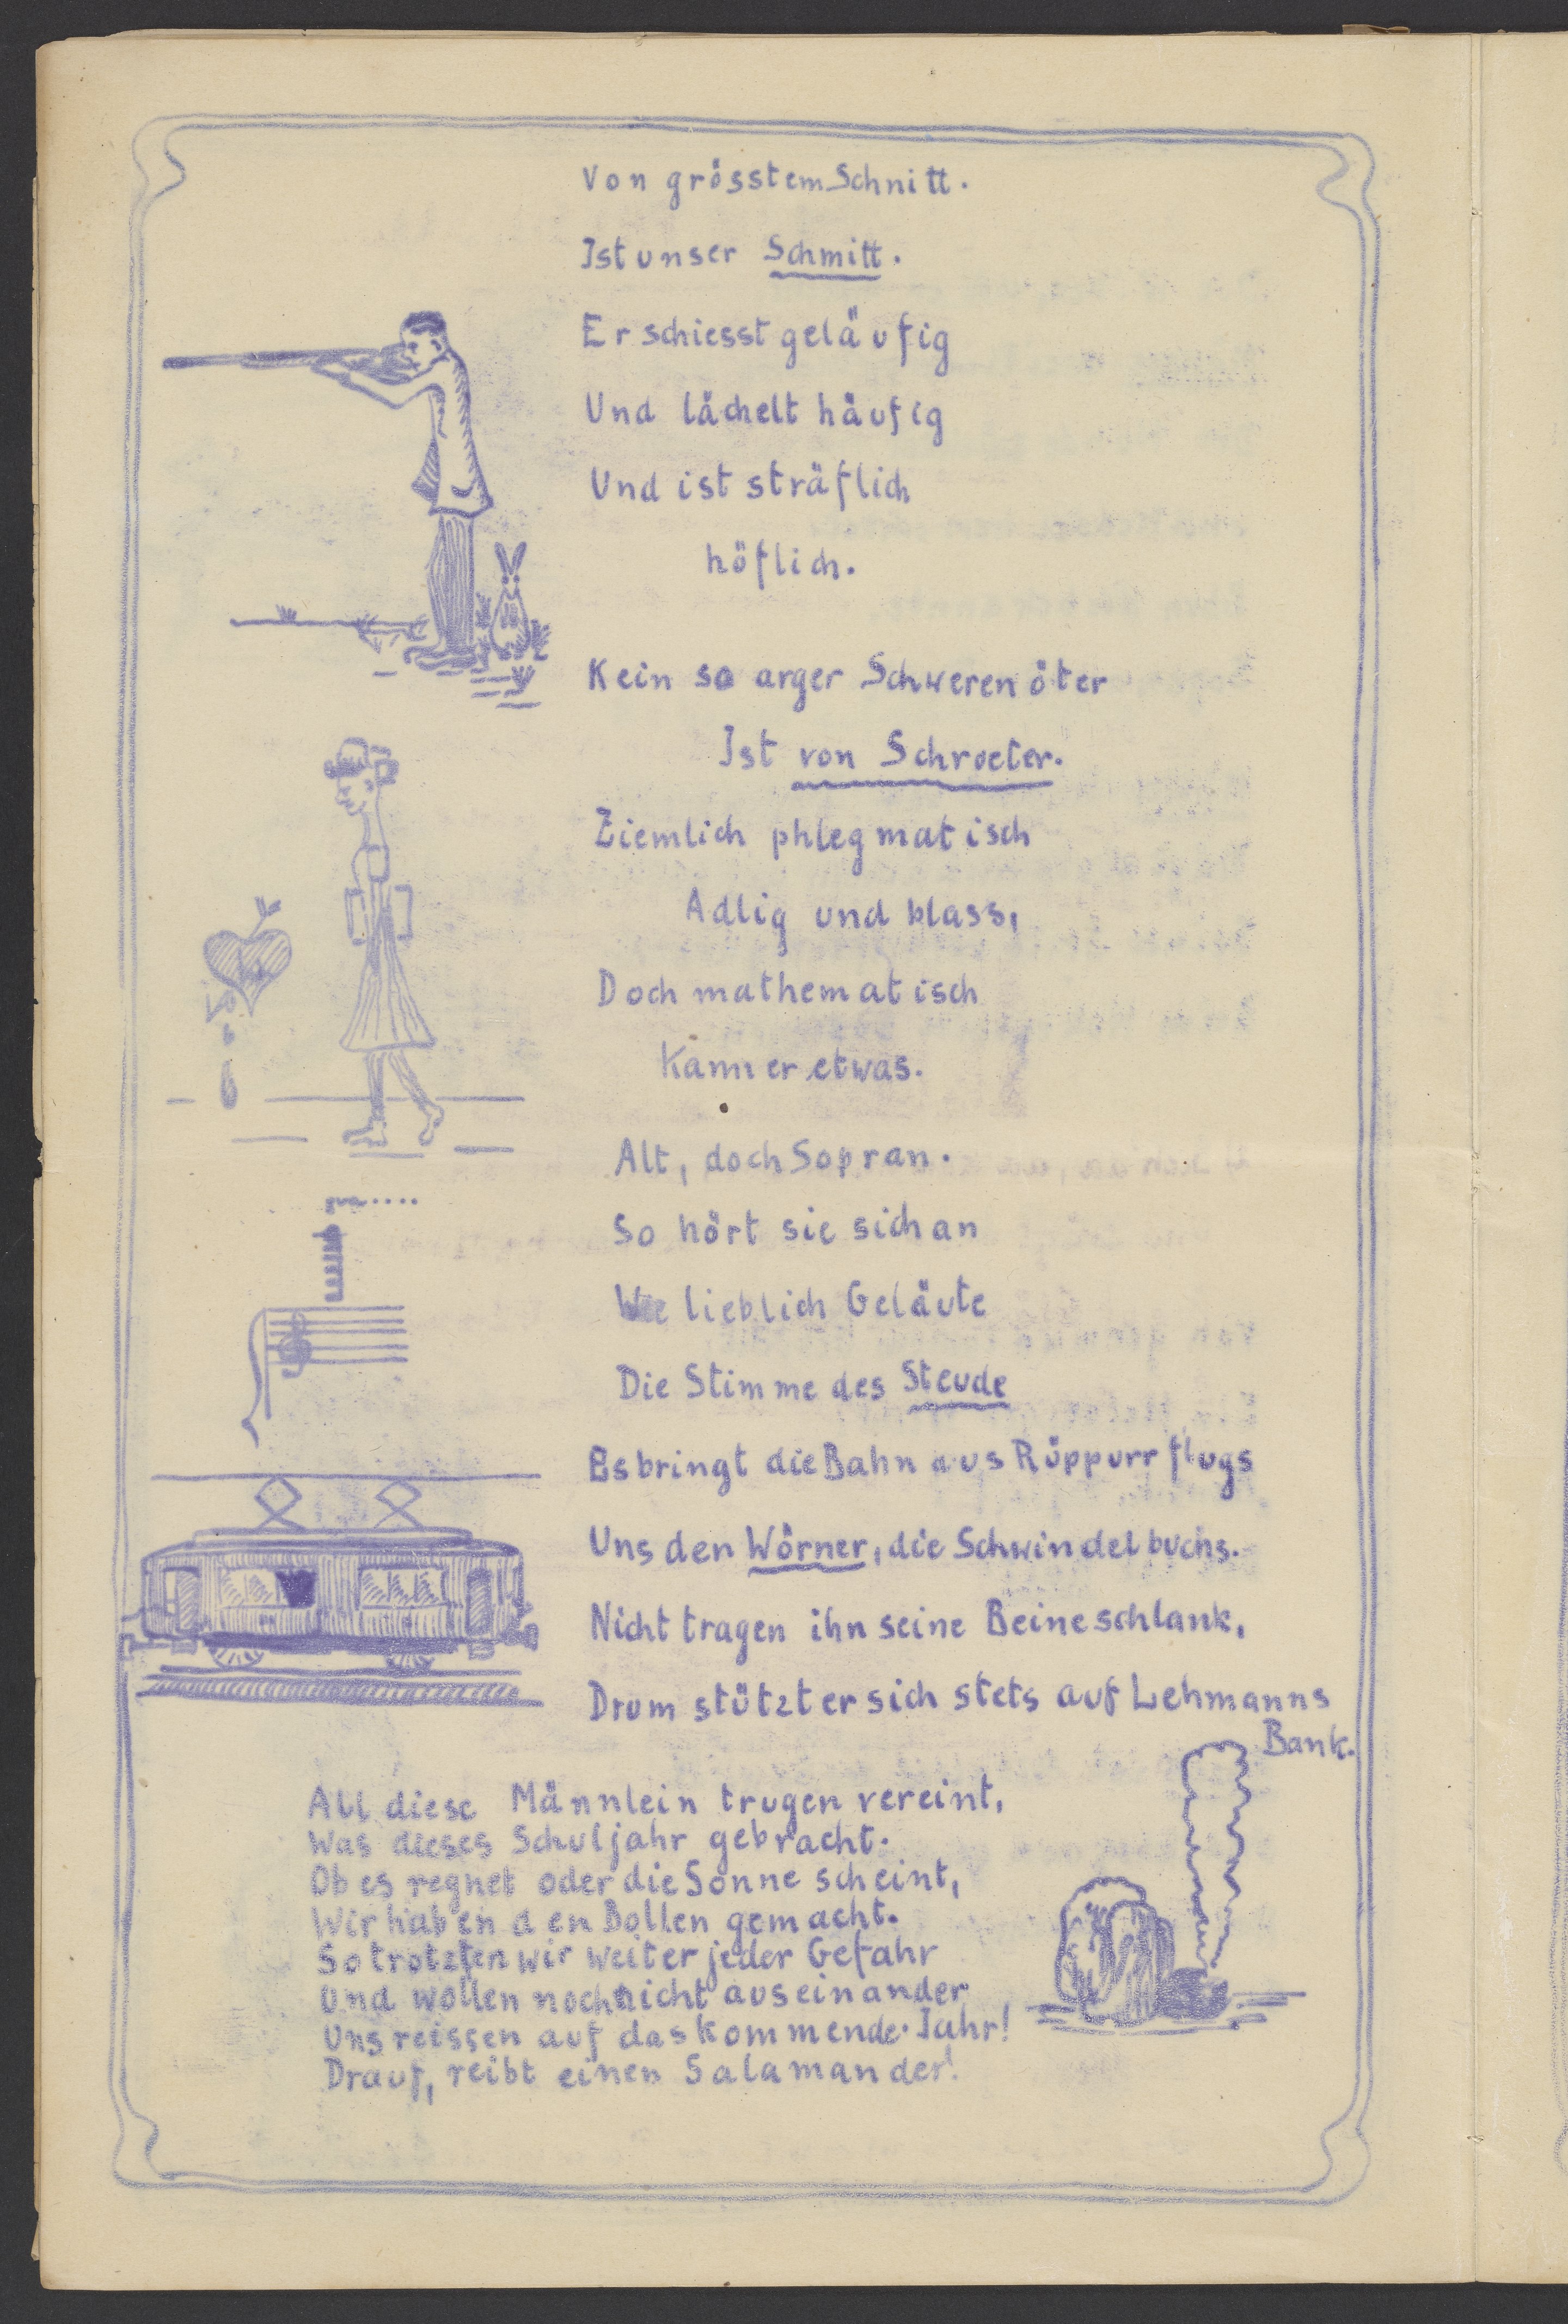 Von grösstem Schnitt.
Ist unser Schmitt.
Er schiesst geläufig
Und lächelt häufig
Und ist sträflich
höflich.
Kein so arger Schwerenöter
Ist von Schroeter.
Ziemlich phlegmatisch
Adlig und blass,
Doch mathematisch
Kann er etwas.
Alt, doch Sopran.
So hört sie sich an
Wie lieblich Geläute
Die Stimme des Steude
Es bringt die Bahn aus Rüppurr flugs
Uns den Wörner, die Schwindelbuchs.
Nicht tragen ihn seine Beine schlank,
Drum stützt er sich stets auf Lehmanns
Bank.
All diese Männlein trugen vereint,
Was dieses Schuljahr gebracht.
Ob es regnet oder die Sonne scheint,
Wir haben den Bollen gemacht.
So trotzten wir weiter jeder Gefahr
Und wollen noch nicht auseinander
Uns reissen auf das kommende Jahr!
Drauf, reibt einen Salamander!